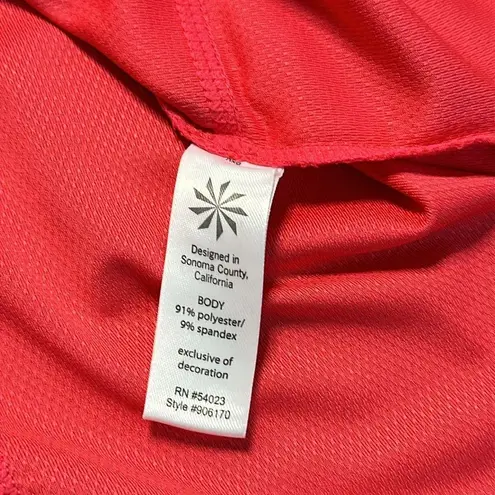 Designed in
Sonoma County,
California
BODY
91% polyester/
9% spandex
exclusive of
decoration
RN #54023
Style #906170